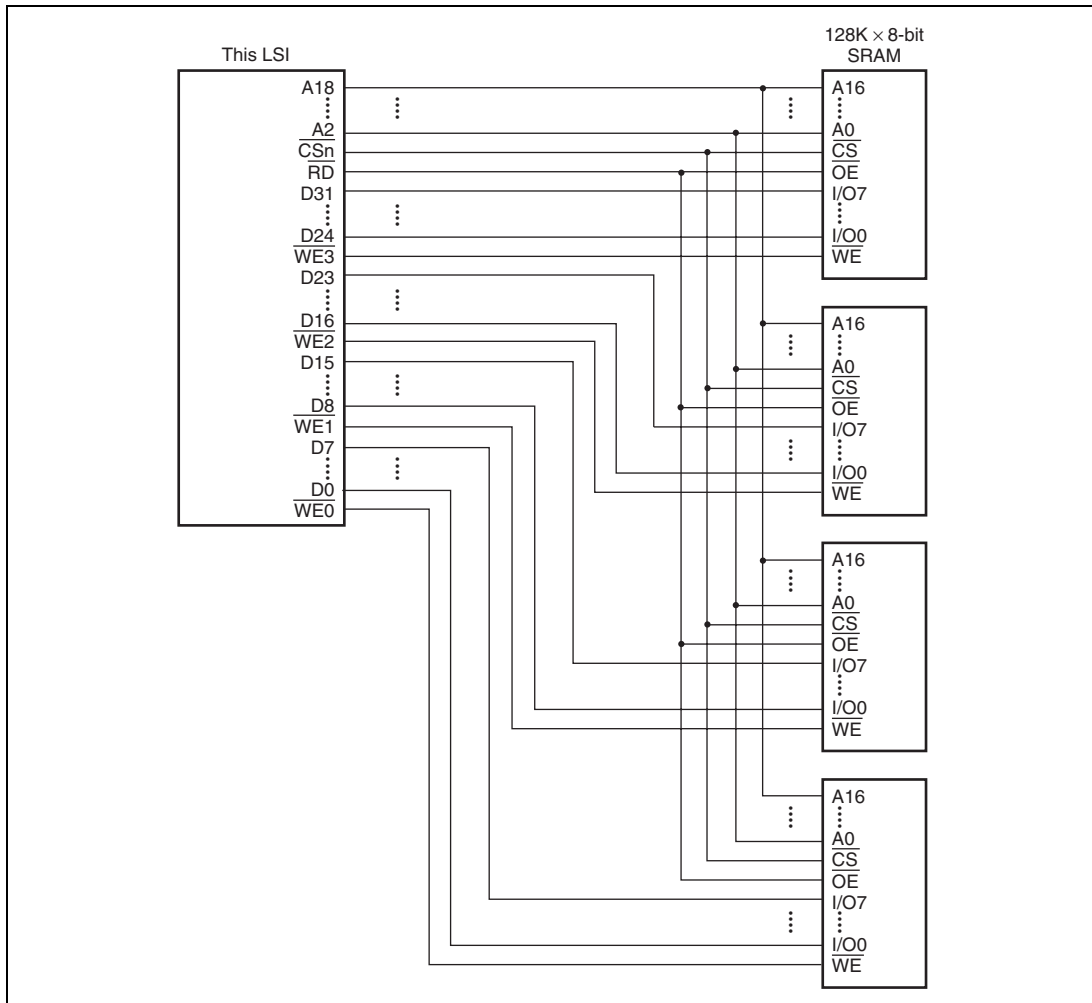 128K × 8-bit
SRAM
This LSI
A18
A2
CSn
RD
D31
D24
WE3
D23
D16
WE2
D15
D8
WE1
D7
D0
WE0
A16
A0
CS
OE
I/O7
I/O0
WE
A16
A0
CS
OE
I/O7
I/O0
WE
A16
A0
CS
OE
I/O7
I/O0
WE
A16
A0
CS
OE
I/O7
I/O0
WE